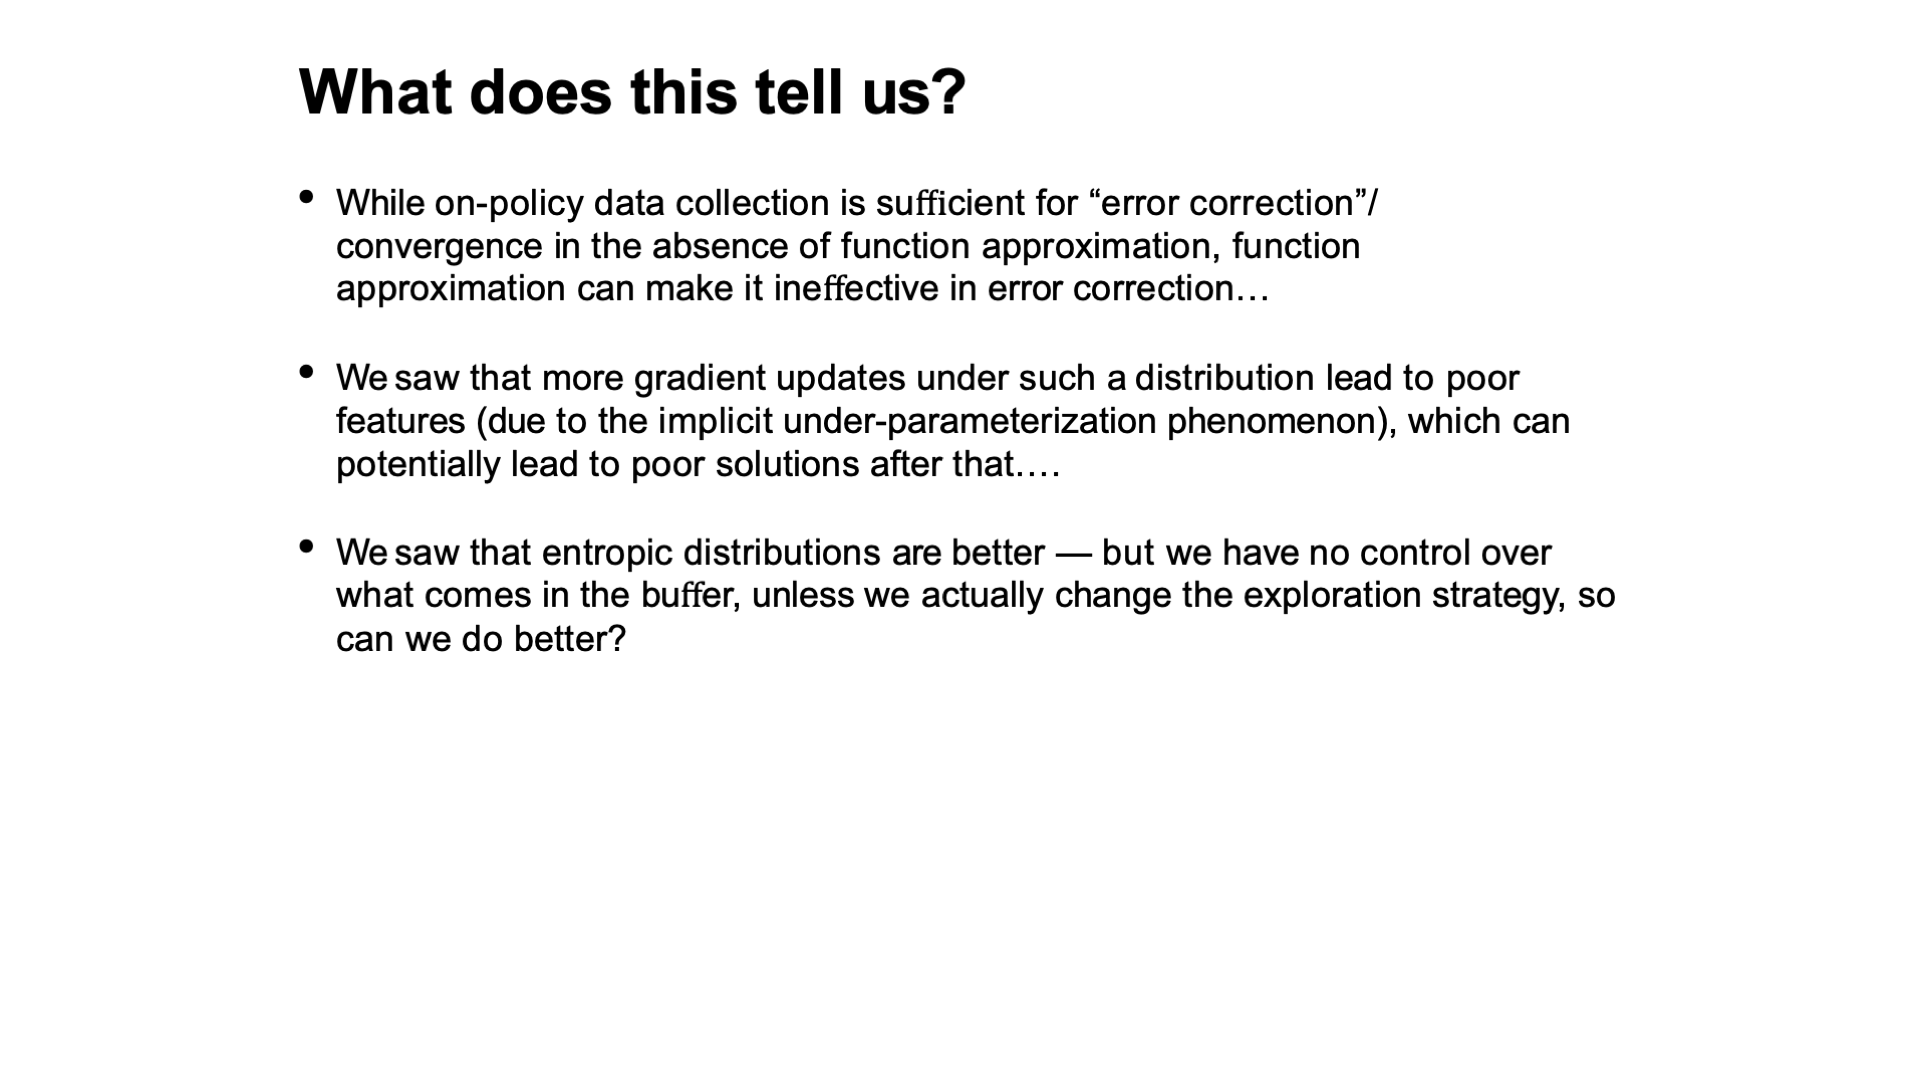 What does this tell us?
• While on-policy data collection is sufficient for “error correction”/
convergence in the absence of function approximation, function
approximation can make it ineffective in error correction…
• We saw that more gradient updates under such a distribution lead to poor
features (due to the implicit under-parameterization phenomenon), which can
potentially lead to poor solutions after that….
• We saw that entropic distributions are better — but we have no control over
what comes in the buffer, unless we actually change the exploration strategy, so
can we do better?